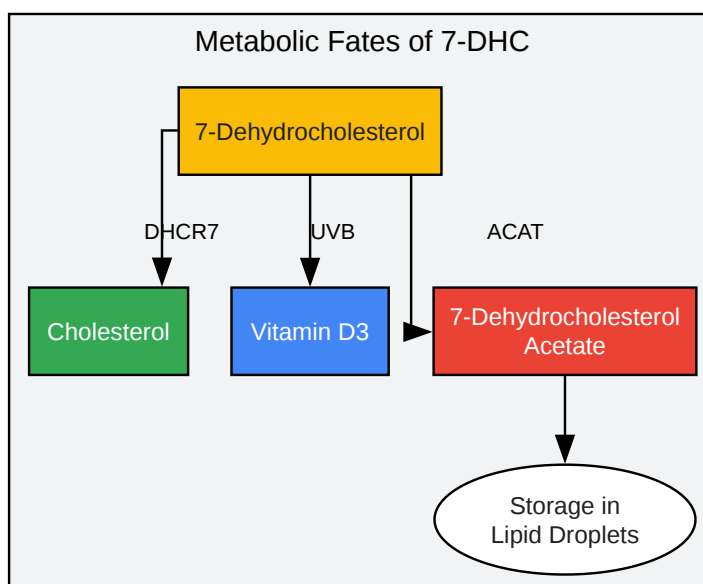 Metabolic Fates of 7-DHC
7-Dehydrocholesterol
DHCR7
UVB
ACAT
Cholesterol
Vitamin D3
7-Dehydrocholesterol
Acetate
Storage in
Lipid Droplets